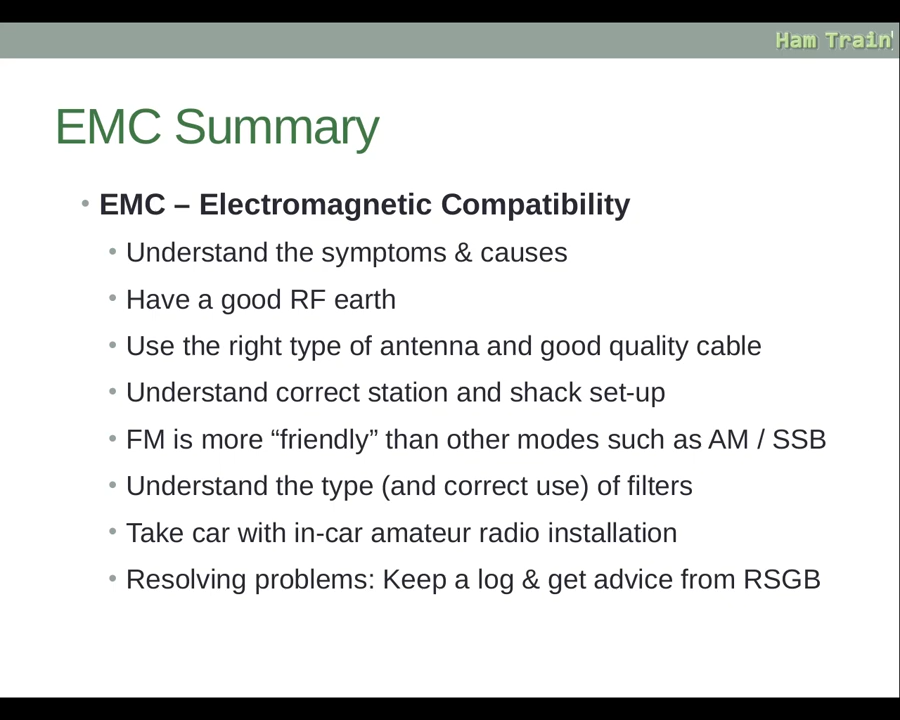 Ham Train
EMC Summary
• EMC – Electromagnetic Compatibility
• Understand the symptoms & causes
• Have a good RF earth
• Use the right type of antenna and good quality cable
• Understand correct station and shack set-up
• FM is more “friendly” than other modes such as AM / SSB
• Understand the type (and correct use) of filters
• Take car with in-car amateur radio installation
• Resolving problems: Keep a log & get advice from RSGB